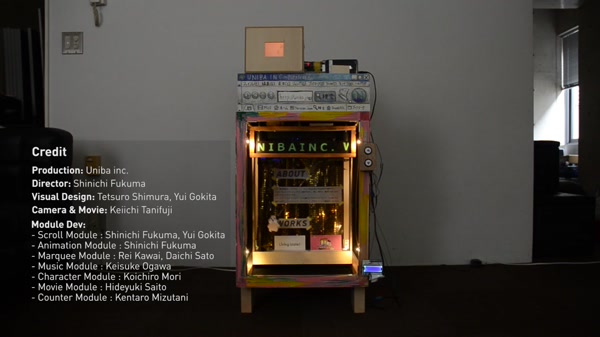 Credit
Production: Uniba inc.
Director: Shinichi Fukuma
Visual Design: Tetsuro Shimura, Yui Gokita
Camera & Movie: Keiichi Tanifuji
Module Dev:
- Scroll Module : Shinichi Fukuma, Yui Gokita
- Animation Module : Shinichi Fukuma
- Marquee Module : Rei Kawai, Daichi Sato
- Music Module : Keisuke Ogawa
- Character Module : Koichiro Mori
- Movie Module : Hideyuki Saito
- Counter Module : Kentaro Mizutani
NIBAINC. W
ABOUT
WORKS